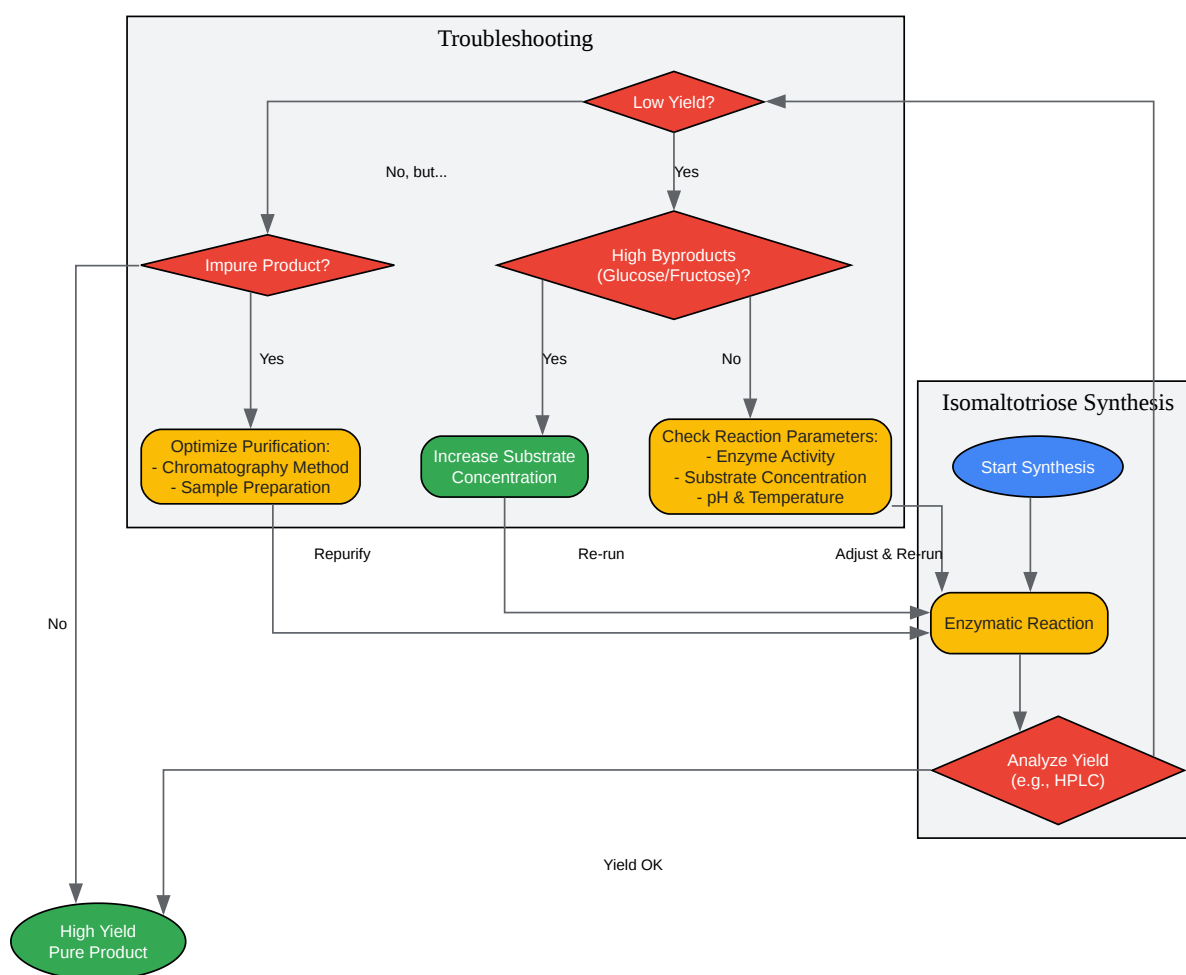 Troubleshooting
Low Yield?
No, but...
Yes
Impure Product?
High Byproducts
(Glucose/Fructose)?
Yes
Yes
No
Optimize Purification:
- Chromatography Method
- Sample Preparation
Increase Substrate
Concentration
Check Reaction Parameters:
- Enzyme Activity
- Substrate Concentration
- pH & Temperature
Isomaltotriose Synthesis
Start Synthesis
Repurify
Re-run
Adjust & Re-run
No
Enzymatic Reaction
Analyze Yield
(e.g., HPLC)
Yield OK
High Yield
Pure Product